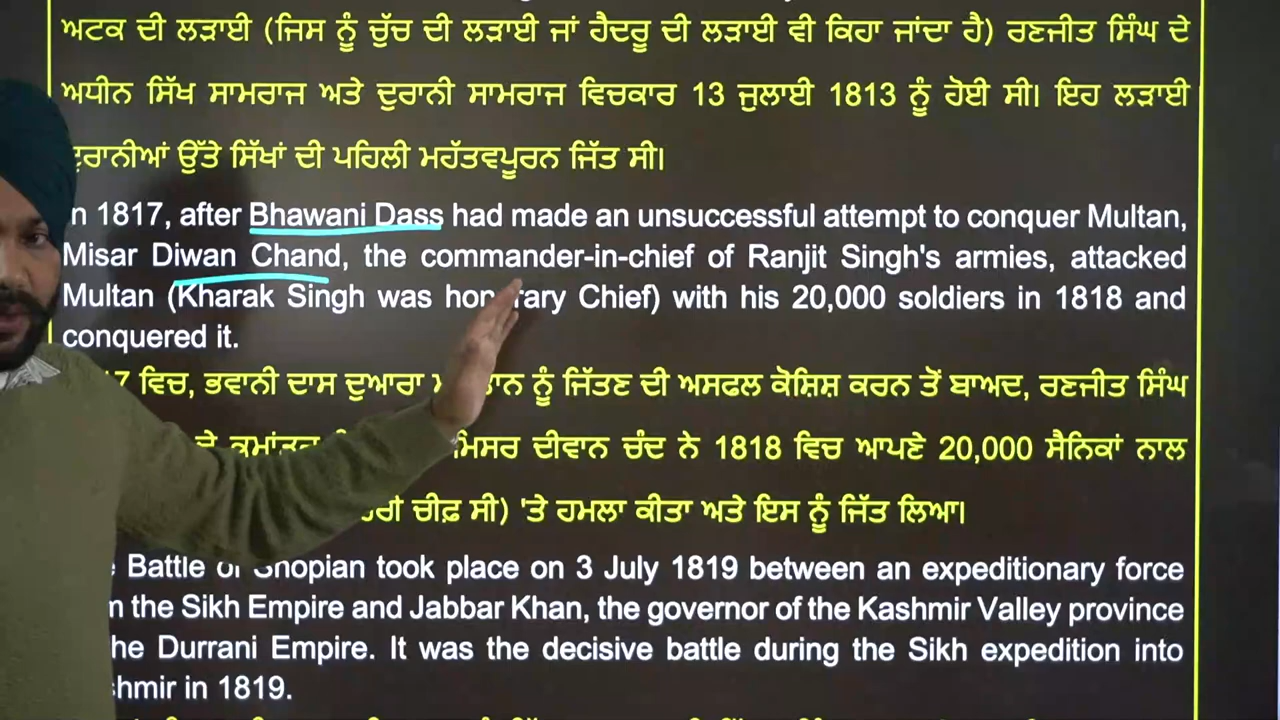 ਅਟਕ ਦੀ ਲੜਾਈ (ਜਿਸ ਨੂੰ ਚੁੱਚ ਦੀ ਲੜਾਈ ਜਾਂ ਹੈਦਰੂ ਦੀ ਲੜਾਈ ਵੀ ਕਿਹਾ ਜਾਂਦਾ ਹੈ) ਰਣਜੀਤ ਸਿੰਘ ਦੇ
ਅਧੀਨ ਸਿੱਖ ਸਾਮਰਾਜ ਅਤੇ ਦੁਰਾਨੀ ਸਾਮਰਾਜ ਵਿਚਕਾਰ 13 ਜੁਲਾਈ 1813 ਨੂੰ ਹੋਈ ਸੀ। ਇਹ ਲੜਾਈ
ਉੱਤੇ ਸਿੱਖਾਂ ਦੀ ਪਹਿਲੀ ਮਹੱਤਵਪੂਰਨ ਜਿੱਤ ਸੀ।
1817, after Bhawani Dass had made an unsuccessful attempt to conquer Multan,
Misar Diwan Chand, the commander-in-chief of Ranjit Singh's armies, attacked
Multan (Kharak Singh was Chief) with his 20,000 soldiers in 1818 and
conquered it.
ਵਿਚ, ਭਵਾਨੀ ਦਾਸ ਦੁਆਰਾ ਨੂੰ ਜਿੱਤਣ ਦੀ ਅਸਫਲ ਕੋਸ਼ਿਸ਼ ਕਰਨ ਤੋਂ ਬਾਅਦ, ਰਣਜੀਤ ਸਿੰਘ
ਮਿਸਰ ਦੀਵਾਨ ਚੰਦ ਨੇ 1818 ਵਿਚ ਆਪਣੇ 20,000 ਸੈਨਿਕਾਂ ਨਾਲ
ਚੀਫ਼ ਸੀ) 'ਤੇ ਹਮਲਾ ਕੀਤਾ ਅਤੇ ਇਸ ਨੂੰ ਜਿੱਤ ਲਿਆ।
Battle of Shopian took place on 3 July 1819 between an expeditionary force
the Sikh Empire and Jabbar Khan, the governor of the Kashmir Valley province
Durrani Empire. It was the decisive battle during the Sikh expedition into
in 1819.